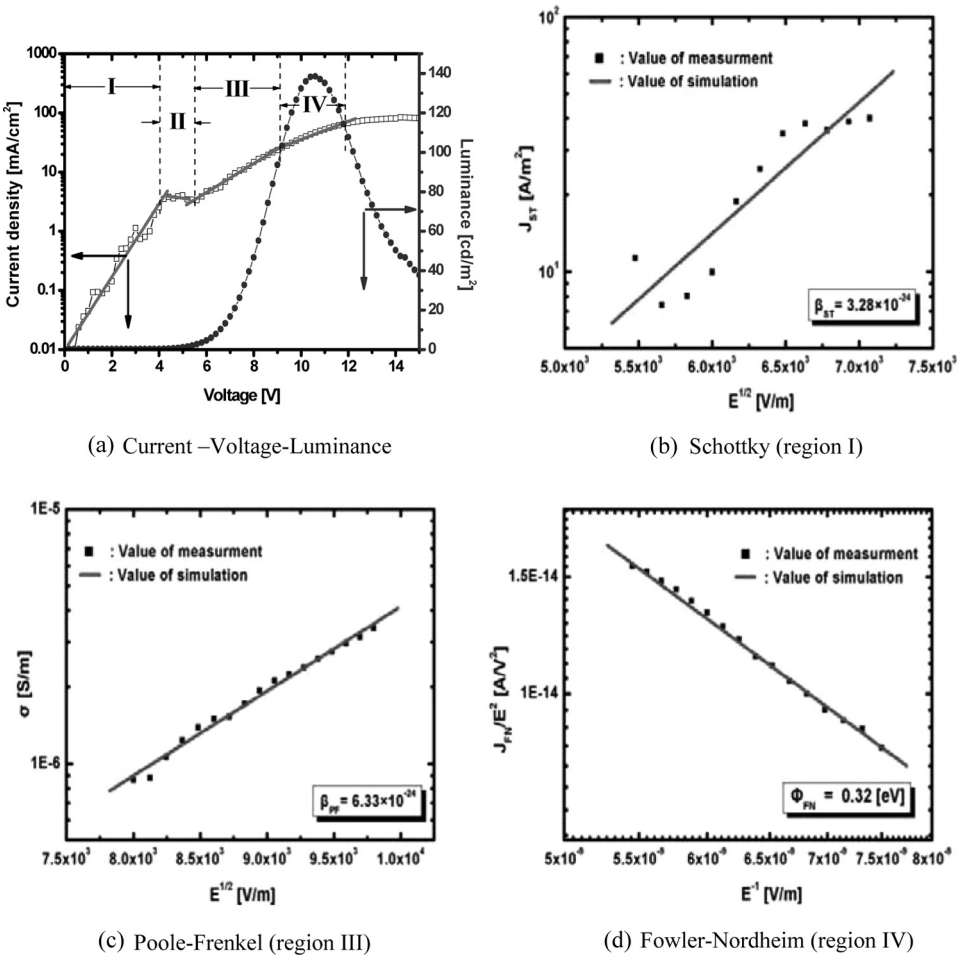 1000
100
10
1
0.1
0.01
Current density [mA/cm²]
I
II
III
IV
140
120
100
80
60
40
20
0
Luminance [cd/m²]
0 2 4 6 8 10 12 14
Voltage [V]
(a) Current –Voltage-Luminance
10²
10¹
J_ST [A/m²]
: Value of measurment
: Value of simulation
β_ST = 3.28×10⁻²⁴
5.0x10³ 5.5x10³ 6.0x10³ 6.5x10³ 7.0x10³ 7.5x10³
E^1/2 [V/m]
(b) Schottky (region I)
1E-5
1E-6
σ [S/m]
: Value of measurment
: Value of simulation
β_PF = 6.33×10⁻²⁴
7.5x10³ 8.0x10³ 8.5x10³ 9.0x10³ 9.5x10³ 1.0x10⁴
E^1/2 [V/m]
(c) Poole-Frenkel (region III)
1.5E-14
1E-14
J_FN/E² [A/V²]
: Value of measurment
: Value of simulation
Φ_FN = 0.32 [eV]
5x10⁻⁹ 5.5x10⁻⁹ 6x10⁻⁹ 6.5x10⁻⁹ 7x10⁻⁹ 7.5x10⁻⁹ 8x10⁻⁹
E⁻¹ [V/m]
(d) Fowler-Nordheim (region IV)